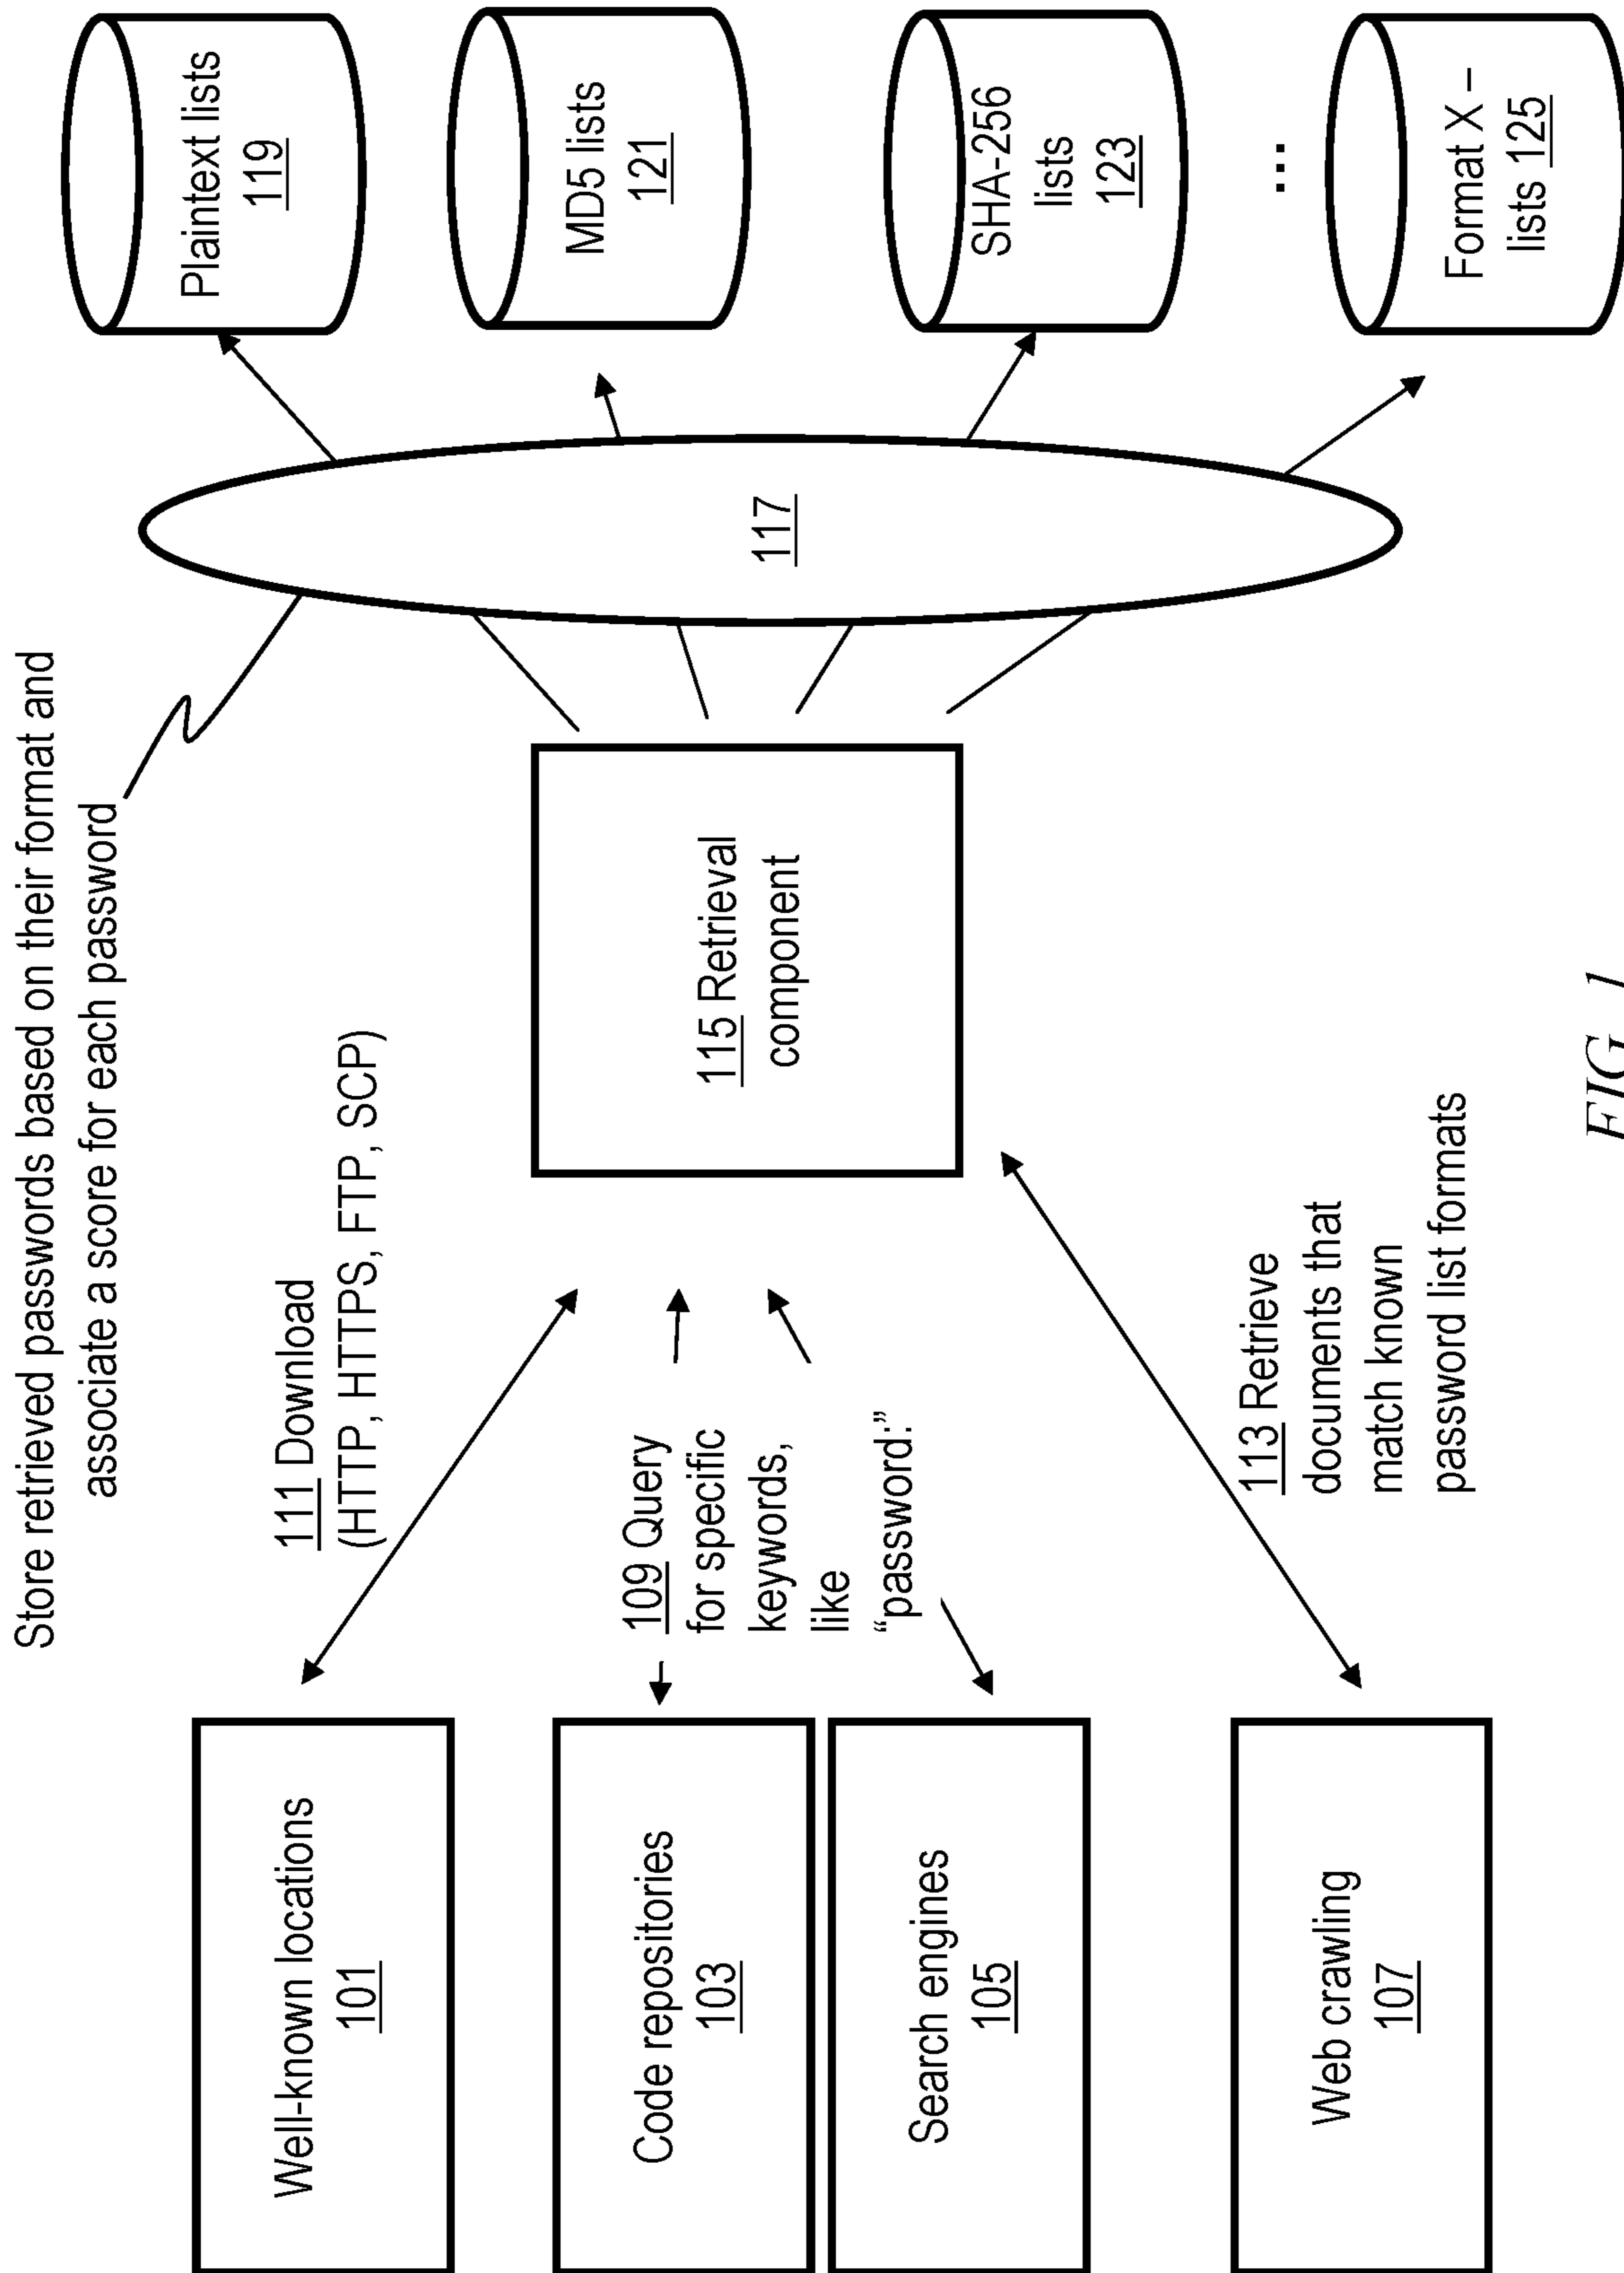 Store retrieved passwords based on their format and
associate a score for each password
Well-known locations
101
Code repositories
103
Search engines
105
Web crawling
107
111 Download
(HTTP, HTTPS, FTP, SCP)
109 Query
for specific
keywords,
like
“password:”
113 Retrieve
documents that
match known
password list formats
115 Retrieval
component
117
Plaintext lists
119
MD5 lists
121
SHA-256
lists
123
...
Format X –
lists 125
FIG. 1